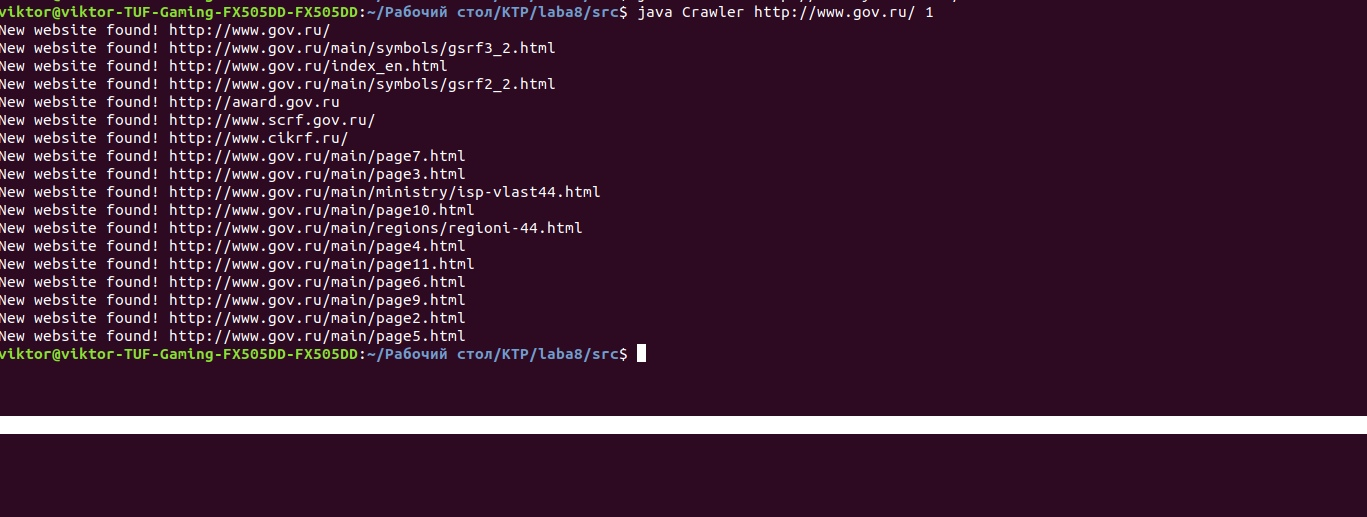 viktor@viktor-TUF-Gaming-FX505DD-FX505DD:~/Рабочий стол/КТР/laba8/src$ java Crawler http://www.gov.ru/ 1
New website found! http://www.gov.ru/
New website found! http://www.gov.ru/main/symbols/gsrf3_2.html
New website found! http://www.gov.ru/index_en.html
New website found! http://www.gov.ru/main/symbols/gsrf2_2.html
New website found! http://award.gov.ru
New website found! http://www.scrf.gov.ru/
New website found! http://www.cikrf.ru/
New website found! http://www.gov.ru/main/page7.html
New website found! http://www.gov.ru/main/page3.html
New website found! http://www.gov.ru/main/ministry/isp-vlast44.html
New website found! http://www.gov.ru/main/page10.html
New website found! http://www.gov.ru/main/regions/regioni-44.html
New website found! http://www.gov.ru/main/page4.html
New website found! http://www.gov.ru/main/page11.html
New website found! http://www.gov.ru/main/page6.html
New website found! http://www.gov.ru/main/page9.html
New website found! http://www.gov.ru/main/page2.html
New website found! http://www.gov.ru/main/page5.html
viktor@viktor-TUF-Gaming-FX505DD-FX505DD:~/Рабочий стол/КТР/laba8/src$